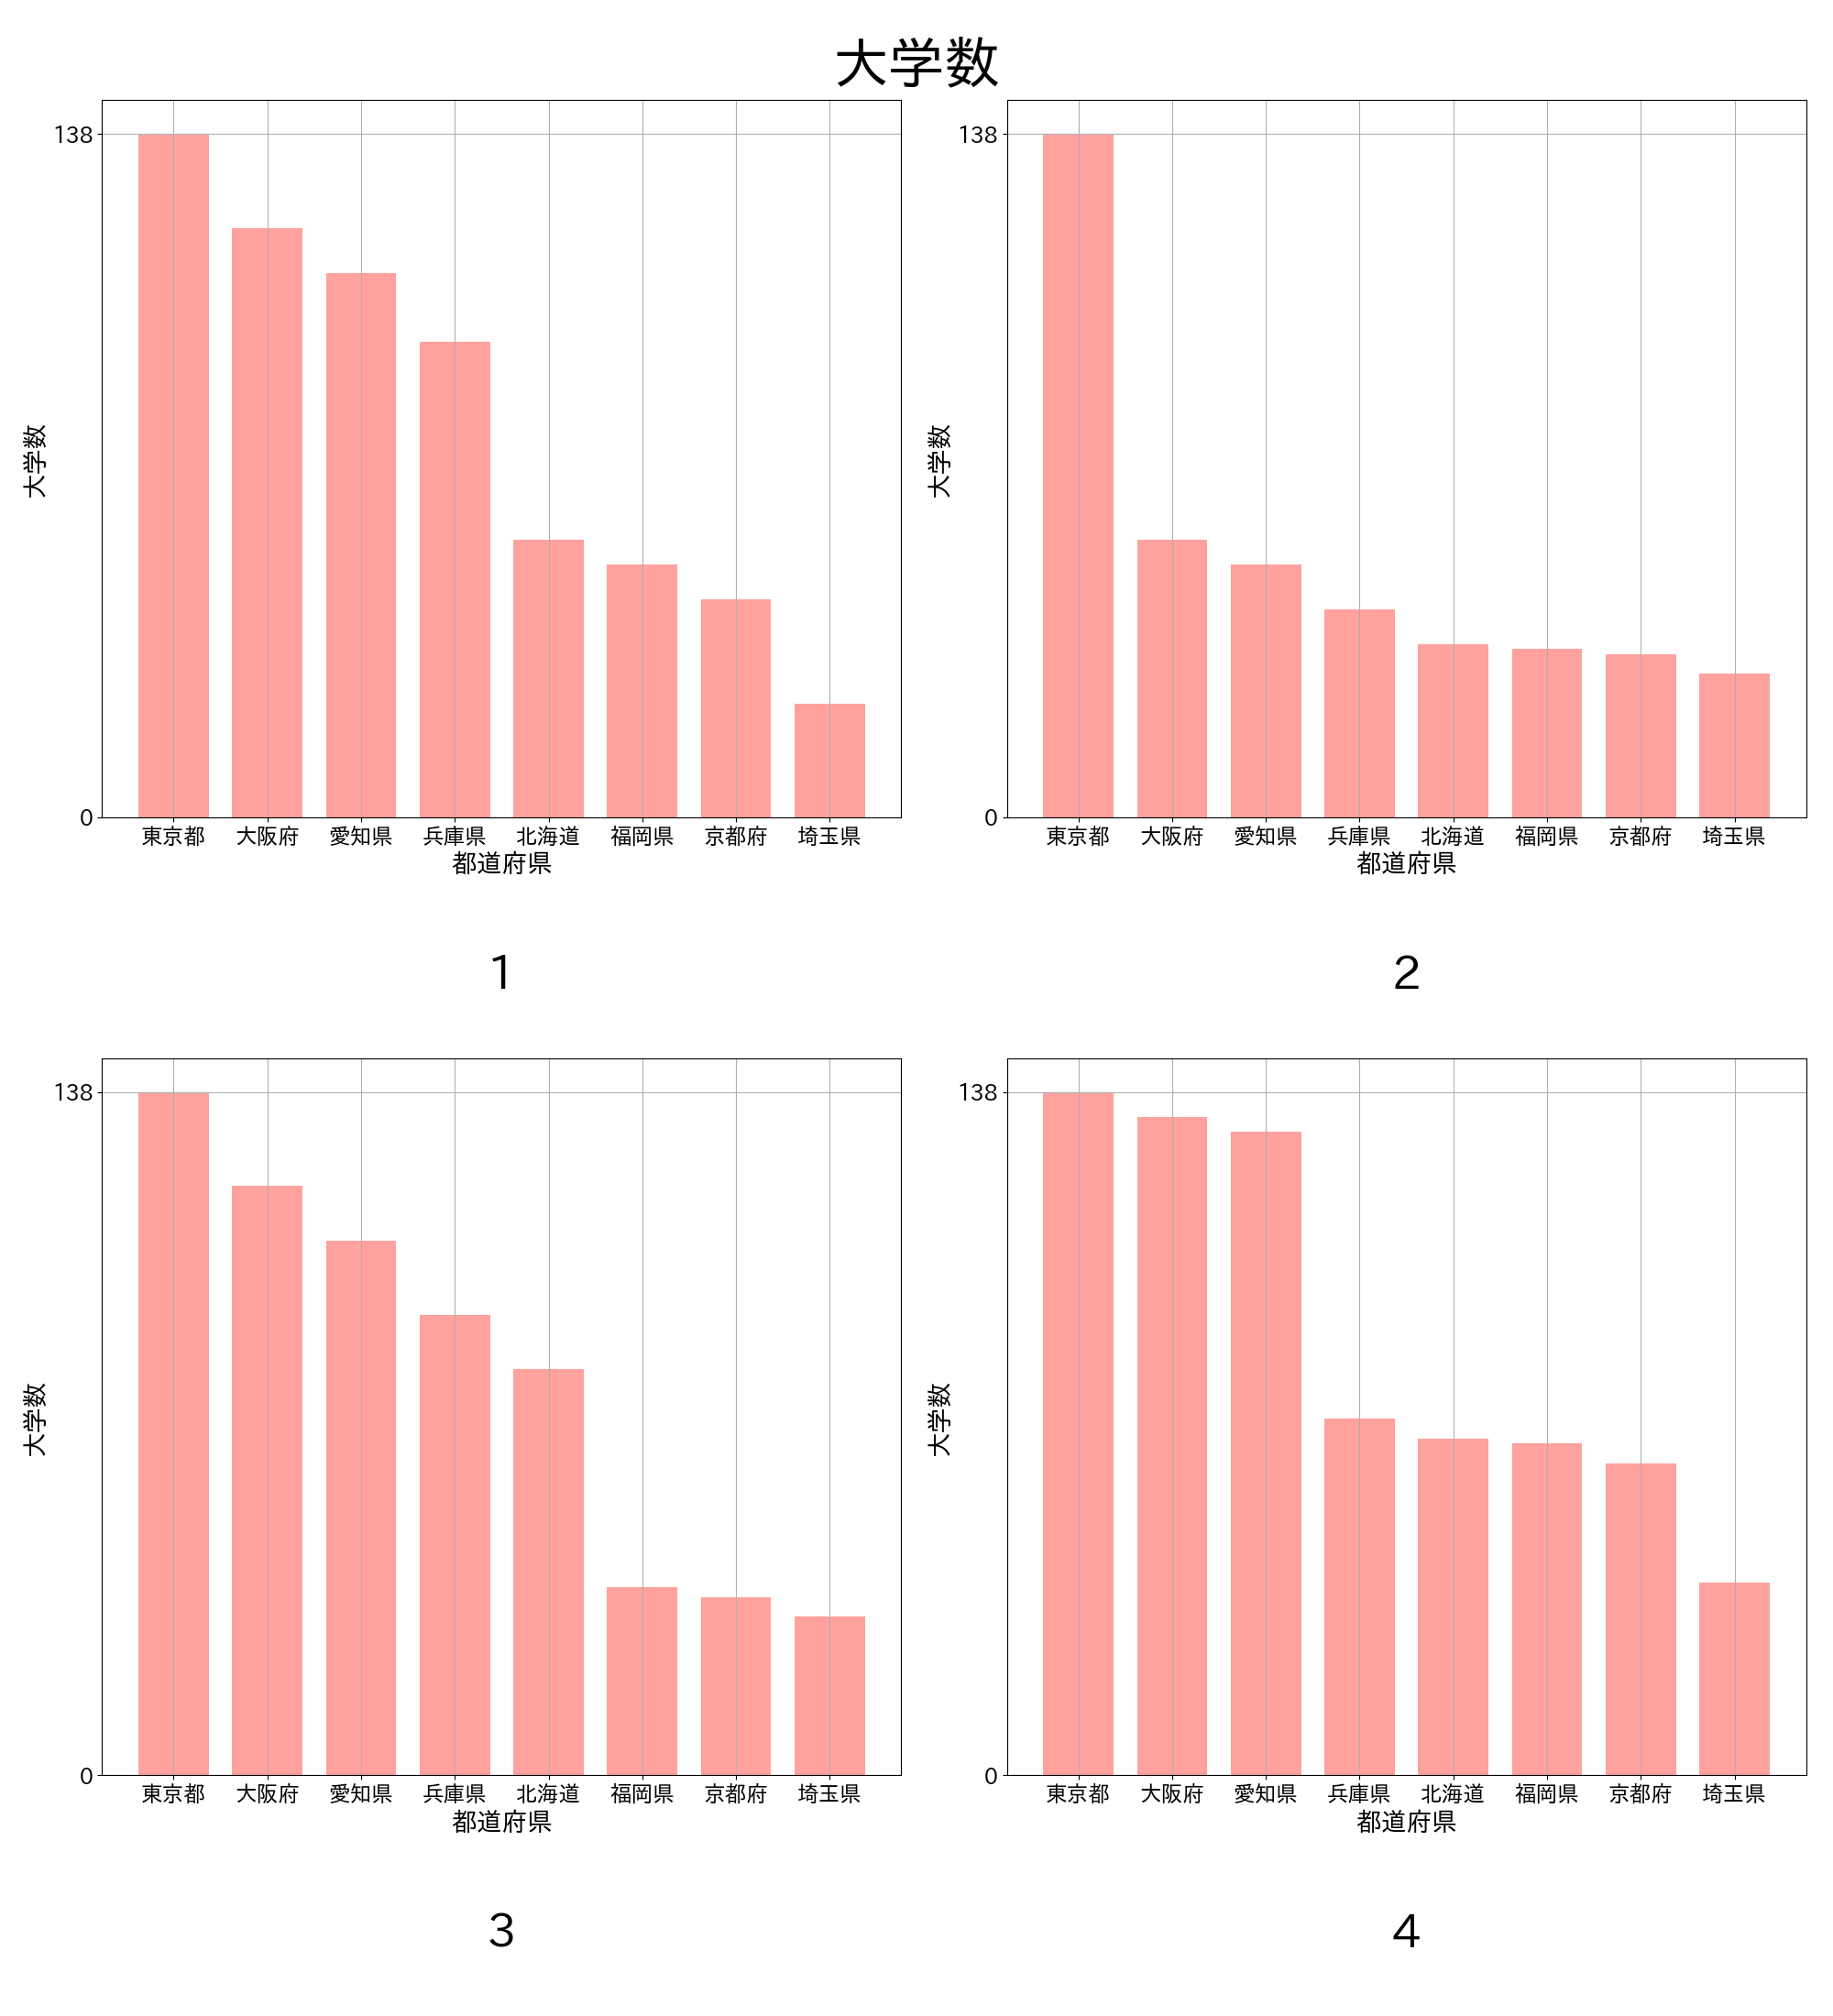 大学数
138
0
大学数
東京都 大阪府 愛知県 兵庫県 北海道 福岡県 京都府 埼玉県
都道府県
1
138
0
大学数
東京都 大阪府 愛知県 兵庫県 北海道 福岡県 京都府 埼玉県
都道府県
2
138
0
大学数
東京都 大阪府 愛知県 兵庫県 北海道 福岡県 京都府 埼玉県
都道府県
3
138
0
大学数
東京都 大阪府 愛知県 兵庫県 北海道 福岡県 京都府 埼玉県
都道府県
4